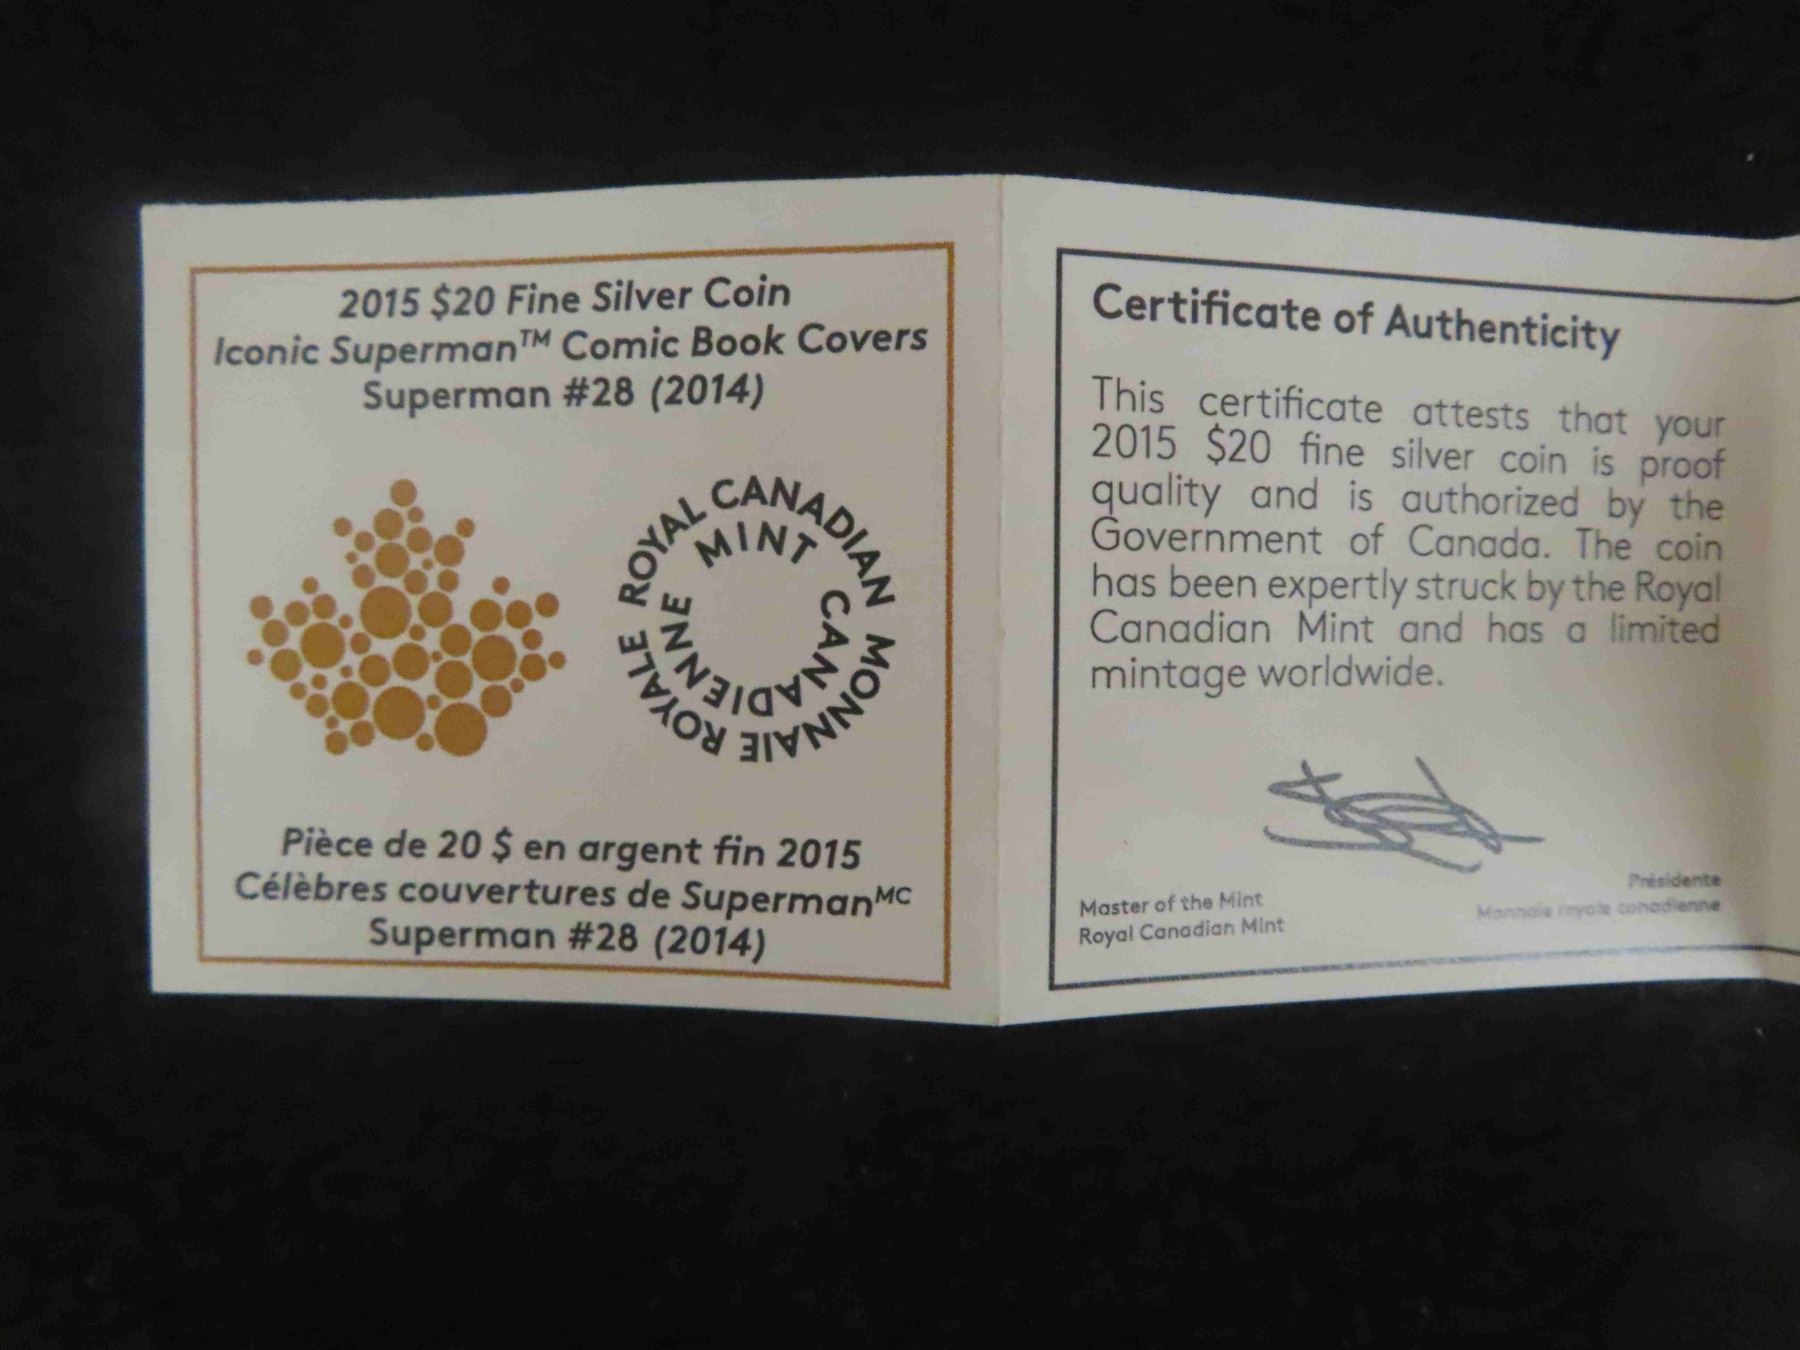 2015 $20 Fine Silver Coin
Iconic Superman™ Comic Book Covers
Superman #28 (2014)
ROYAL CANADIAN MINT
MONNAIE ROYALE CANADIENNE
CANADA
Pièce de 20 $ en argent fin 2015
Célèbres couvertures de Superman MC
Superman #28 (2014)
Certificate of Authenticity
This certificate attests that your
2015 $20 fine silver coin is proof
quality and is authorized by the
Government of Canada. The coin
has been expertly struck by the Royal
Canadian Mint and has a limited
mintage worldwide.
Master of the Mint
Royal Canadian Mint
Présidente
Monnaie royale canadienne